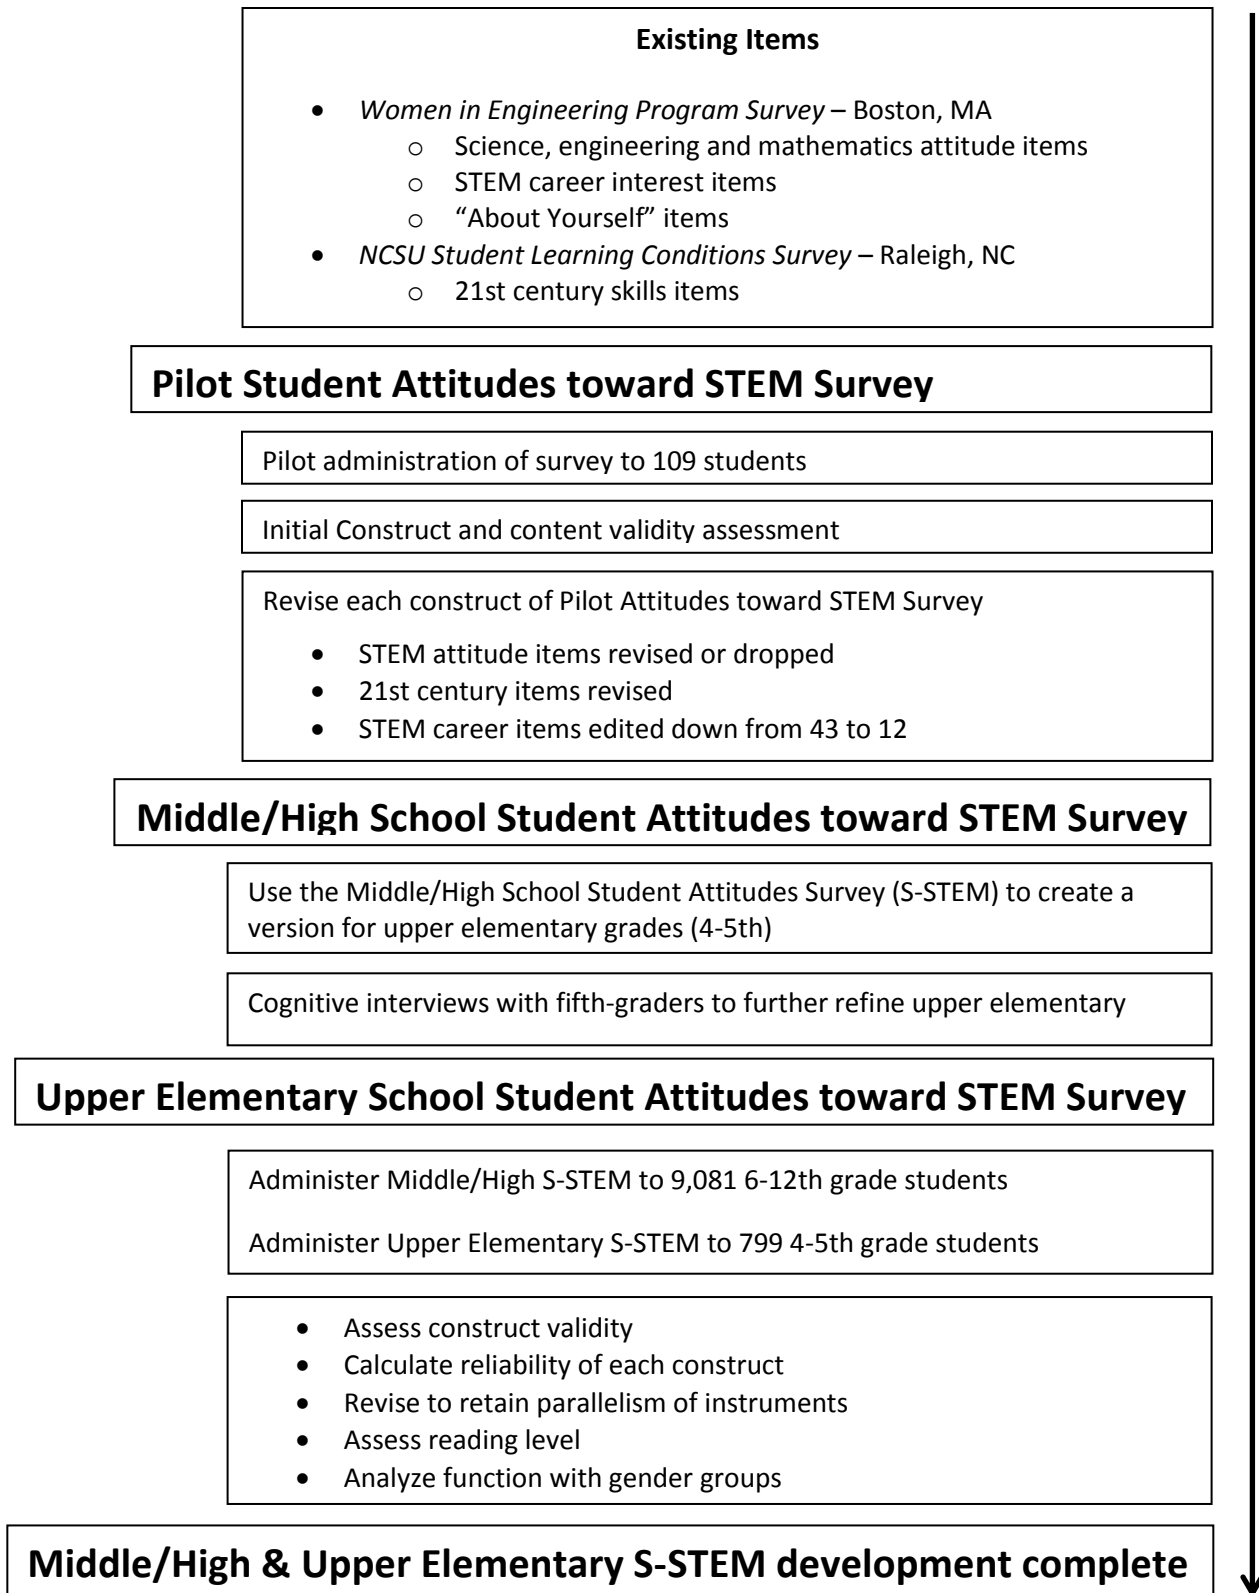 Existing Items
• Women in Engineering Program Survey – Boston, MA
o Science, engineering and mathematics attitude items
o STEM career interest items
o “About Yourself” items
• NCSU Student Learning Conditions Survey – Raleigh, NC
o 21st century skills items
Pilot Student Attitudes toward STEM Survey
Pilot administration of survey to 109 students
Initial Construct and content validity assessment
Revise each construct of Pilot Attitudes toward STEM Survey
• STEM attitude items revised or dropped
• 21st century items revised
• STEM career items edited down from 43 to 12
Middle/High School Student Attitudes toward STEM Survey
Use the Middle/High School Student Attitudes Survey (S-STEM) to create a
version for upper elementary grades (4-5th)
Cognitive interviews with fifth-graders to further refine upper elementary
Upper Elementary School Student Attitudes toward STEM Survey
Administer Middle/High S-STEM to 9,081 6-12th grade students
Administer Upper Elementary S-STEM to 799 4-5th grade students
• Assess construct validity
• Calculate reliability of each construct
• Revise to retain parallelism of instruments
• Assess reading level
• Analyze function with gender groups
Middle/High & Upper Elementary S-STEM development complete